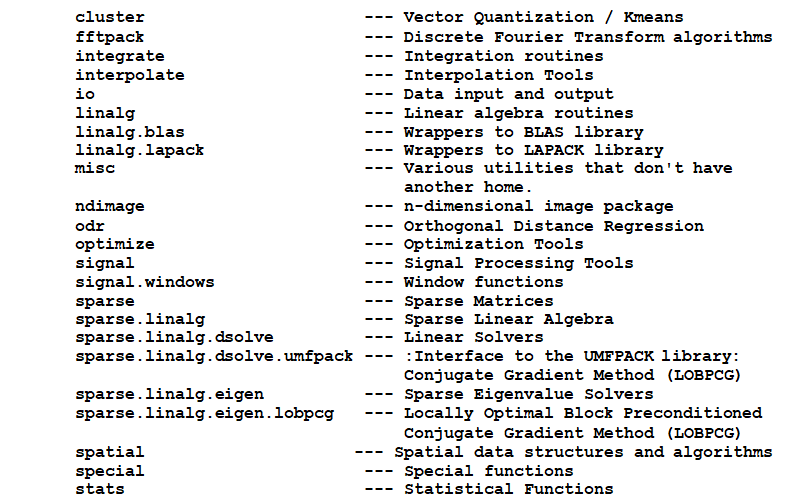 cluster --- Vector Quantization / Kmeans
fftpack --- Discrete Fourier Transform algorithms
integrate --- Integration routines
interpolate --- Interpolation Tools
io --- Data input and output
linalg --- Linear algebra routines
linalg.blas --- Wrappers to BLAS library
linalg.lapack --- Wrappers to LAPACK library
misc --- Various utilities that don't have
another home.
ndimage --- n-dimensional image package
odr --- Orthogonal Distance Regression
optimize --- Optimization Tools
signal --- Signal Processing Tools
signal.windows --- Window functions
sparse --- Sparse Matrices
sparse.linalg --- Sparse Linear Algebra
sparse.linalg.dsolve --- Linear Solvers
sparse.linalg.dsolve.umfpack --- :Interface to the UMFPACK library:
Conjugate Gradient Method (LOBPCG)
sparse.linalg.eigen --- Sparse Eigenvalue Solvers
sparse.linalg.eigen.lobpcg --- Locally Optimal Block Preconditioned
Conjugate Gradient Method (LOBPCG)
spatial --- Spatial data structures and algorithms
special --- Special functions
stats --- Statistical Functions